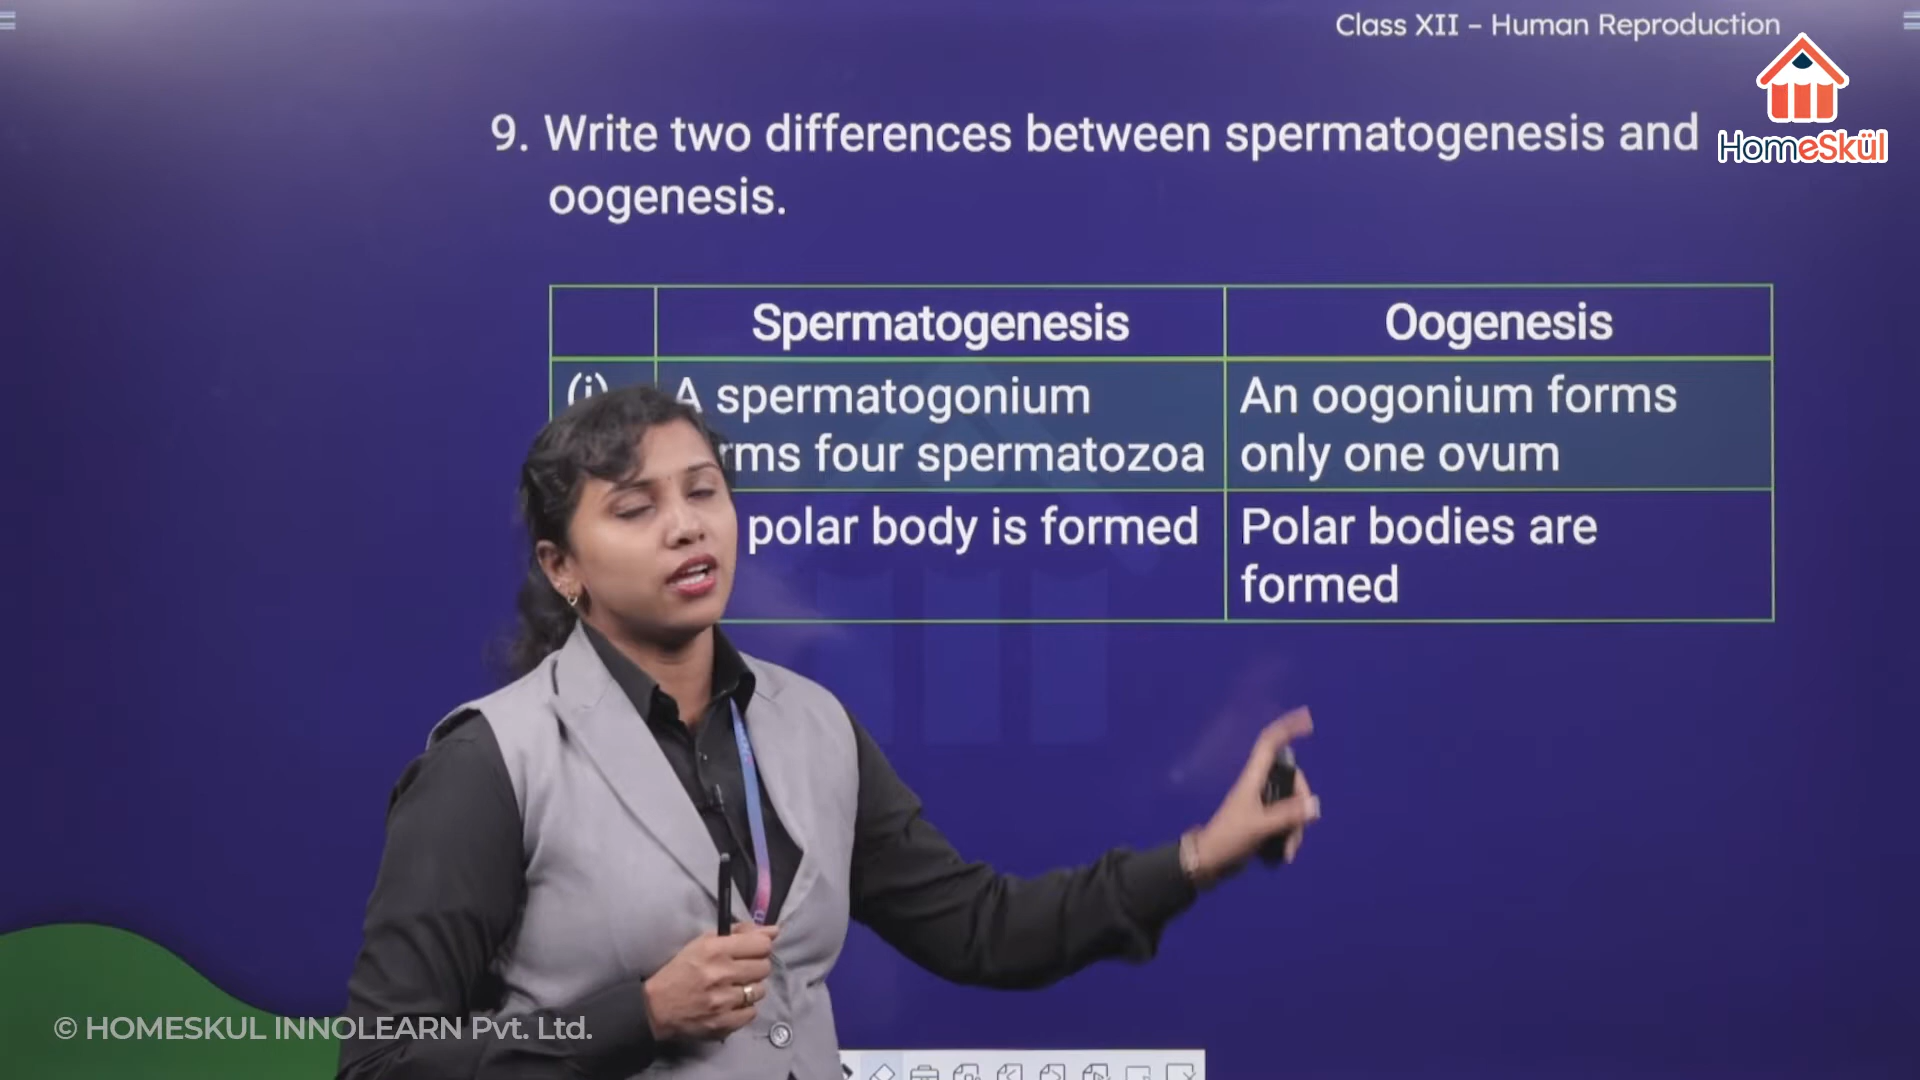 Class XII – Human Reproduction
HomeSkül
9. Write two differences between spermatogenesis and
oogenesis.
Spermatogenesis
Oogenesis
(i)
A spermatogonium
four spermatozoa
An oogonium forms
only one ovum
polar body is formed
Polar bodies are
formed
© HOMESKUL INNOLEARN Pvt. Ltd.